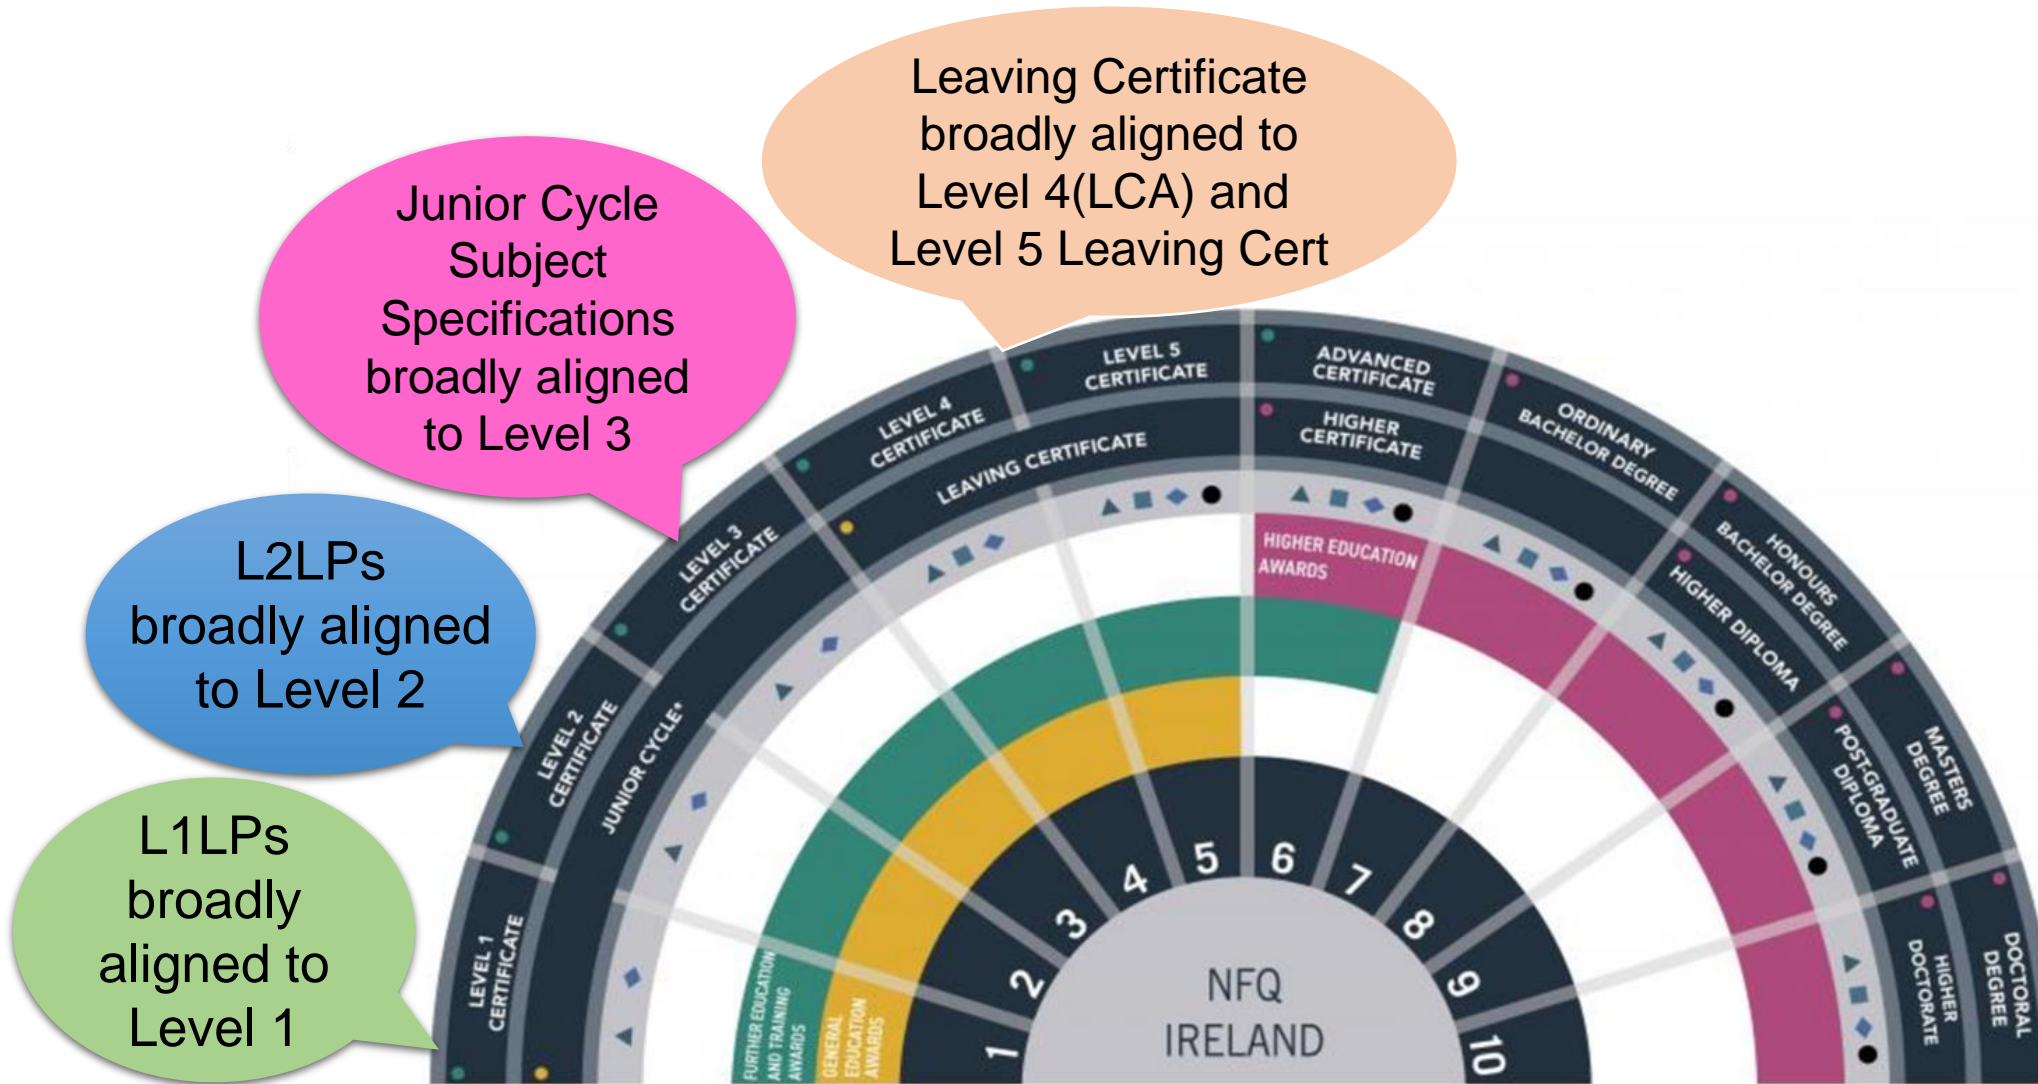 Leaving Certificate
broadly aligned to
Level 4(LCA) and
Level 5 Leaving Cert
Junior Cycle
Subject
Specifications
broadly aligned
to Level 3
L2LPs
broadly aligned
to Level 2
L1LPs
broadly
aligned to
Level 1
LEVEL 1
CERTIFICATE
LEVEL 2
CERTIFICATE
LEVEL 3
CERTIFICATE
LEVEL 4
CERTIFICATE
LEVEL 5
CERTIFICATE
ADVANCED
CERTIFICATE
ORDINARY
BACHELOR DEGREE
HONOURS
BACHELOR DEGREE
MASTERS
DEGREE
DOCTORAL
DEGREE
JUNIOR CYCLE*
LEAVING CERTIFICATE
HIGHER
CERTIFICATE
HIGHER DIPLOMA
POST-GRADUATE
DIPLOMA
HIGHER
DOCTORATE
HIGHER EDUCATION
AWARDS
FURTHER EDUCATION
AND TRAINING
AWARDS
GENERAL
EDUCATION
AWARDS
1
2
3
4
5
6
7
8
9
10
NFQ
IRELAND